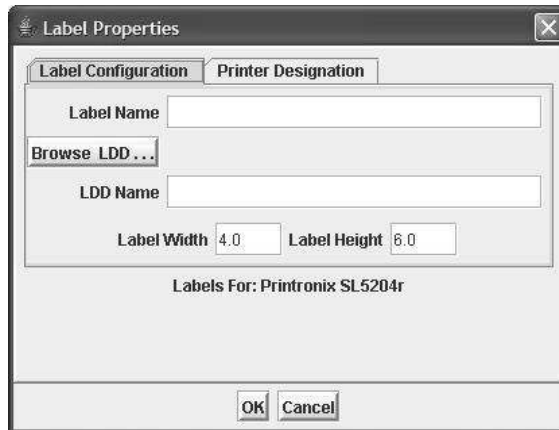 Label Properties
Label Configuration Printer Designation
Label Name
Browse LDD...
LDD Name
Label Width 4.0 Label Height 6.0
Labels For: Printronix SL5204r
OK Cancel